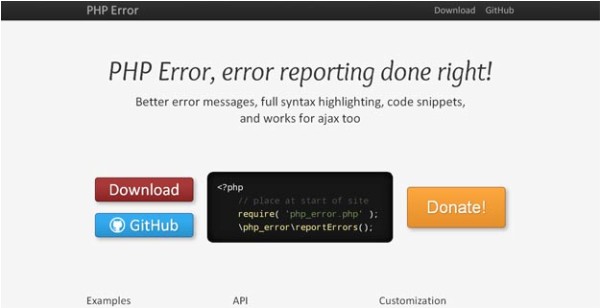 PHP Error
Download GitHub
PHP Error, error reporting done right!
Better error messages, full syntax highlighting, code snippets,
and works for ajax too
Download
GitHub
<?php
// place at start of site
require( 'php_error.php' );
\php_error\reportErrors();
Donate!
Examples API Customization